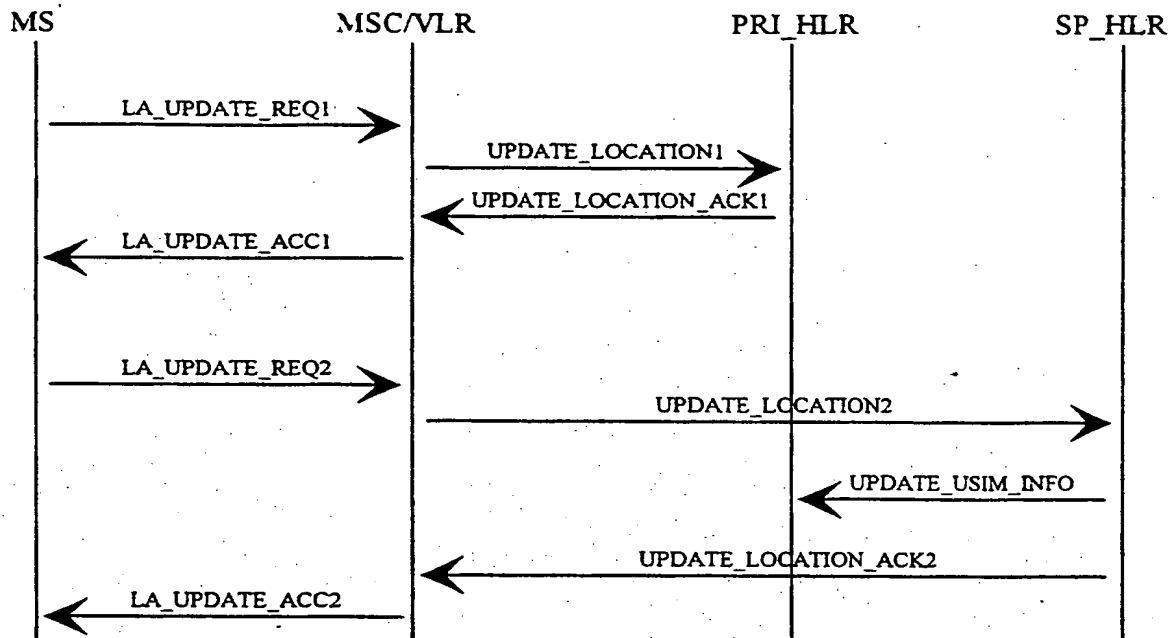 MS MSC/VLR PRI_HLR SP_HLR
LA_UPDATE_REQ1
UPDATE_LOCATION1
UPDATE_LOCATION_ACK1
LA_UPDATE_ACC1
LA_UPDATE_REQ2
UPDATE_LOCATION2
UPDATE_USIM_INFO
UPDATE_LOCATION_ACK2
LA_UPDATE_ACC2